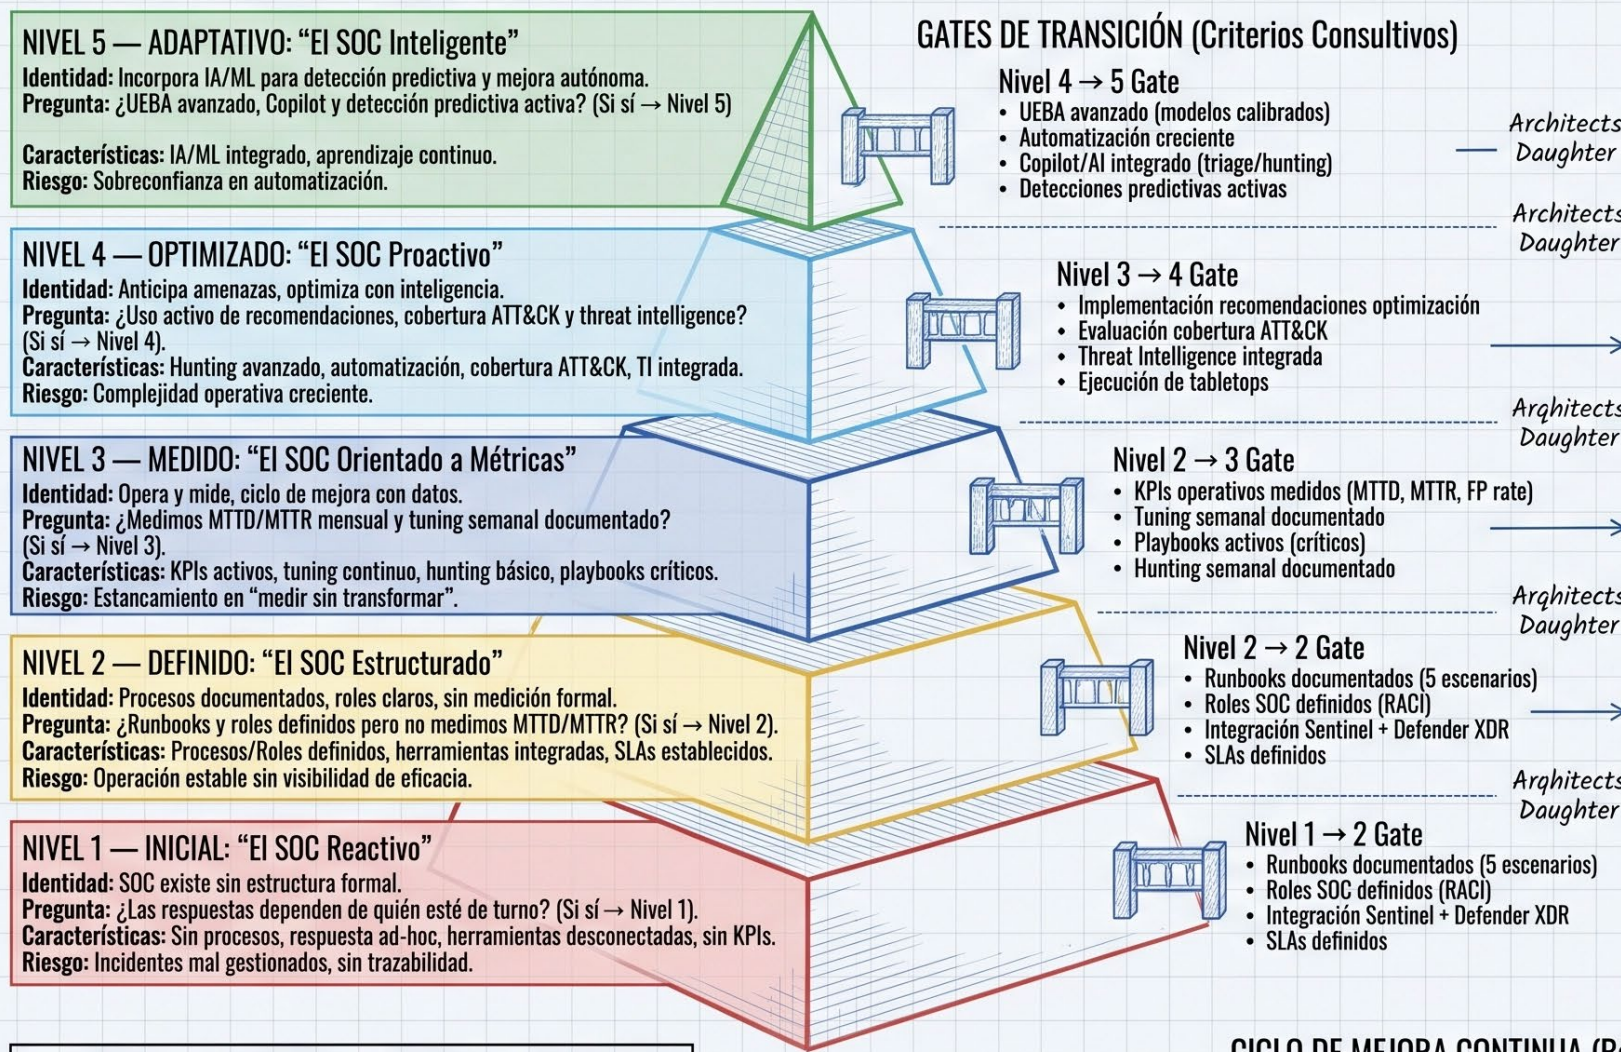 NIVEL 5 — ADAPTATIVO: “El SOC Inteligente”
Identidad: Incorpora IA/ML para detección predictiva y mejora autónoma.
Pregunta: ¿UEBA avanzado, Copilot y detección predictiva activa? (Si sí → Nivel 5)
Características: IA/ML integrado, aprendizaje continuo.
Riesgo: Sobreconfianza en automatización.
NIVEL 4 — OPTIMIZADO: “El SOC Proactivo”
Identidad: Anticipa amenazas, optimiza con inteligencia.
Pregunta: ¿Uso activo de recomendaciones, cobertura ATT&CK y threat intelligence?
(Si sí → Nivel 4).
Características: Hunting avanzado, automatización, cobertura ATT&CK, TI integrada.
Riesgo: Complejidad operativa creciente.
NIVEL 3 — MEDIDO: “El SOC Orientado a Métricas”
Identidad: Opera y mide, ciclo de mejora con datos.
Pregunta: ¿Medimos MTTD/MTTR mensual y tuning semanal documentado?
(Si sí → Nivel 3).
Características: KPIs activos, tuning continuo, hunting básico, playbooks críticos.
Riesgo: Estancamiento en “medir sin transformar”.
NIVEL 2 — DEFINIDO: “El SOC Estructurado”
Identidad: Procesos documentados, roles claros, sin medición formal.
Pregunta: ¿Runbooks y roles definidos pero no medimos MTTD/MTTR? (Si sí → Nivel 2).
Características: Procesos/Roles definidos, herramientas integradas, SLAs establecidos.
Riesgo: Operación estable sin visibilidad de eficacia.
NIVEL 1 — INICIAL: “El SOC Reactivo”
Identidad: SOC existe sin estructura formal.
Pregunta: ¿Las respuestas dependen de quién esté de turno? (Si sí → Nivel 1).
Características: Sin procesos, respuesta ad-hoc, herramientas desconectadas, sin KPIs.
Riesgo: Incidentes mal gestionados, sin trazabilidad.
GATES DE TRANSICIÓN (Criterios Consultivos)
Nivel 4 → 5 Gate
• UEBA avanzado (modelos calibrados)
• Automatización creciente
• Copilot/AI integrado (triage/hunting)
• Detecciones predictivas activas
Architects
Daughter
Architects
Daughter
Nivel 3 → 4 Gate
• Implementación recomendaciones optimización
• Evaluación cobertura ATT&CK
• Threat Intelligence integrada
• Ejecución de tabletops
Arqhitects
Daughter
Nivel 2 → 3 Gate
• KPIs operativos medidos (MTTD, MTTR, FP rate)
• Tuning semanal documentado
• Playbooks activos (críticos)
• Hunting semanal documentado
Arqhitects
Daughter
Nivel 2 → 2 Gate
• Runbooks documentados (5 escenarios)
• Roles SOC definidos (RACI)
• Integración Sentinel + Defender XDR
• SLAs definidos
Arqhitects
Daughter
Nivel 1 → 2 Gate
• Runbooks documentados (5 escenarios)
• Roles SOC definidos (RACI)
• Integración Sentinel + Defender XDR
• SLAs definidos
CICLO DE MEJORA CONTINUA